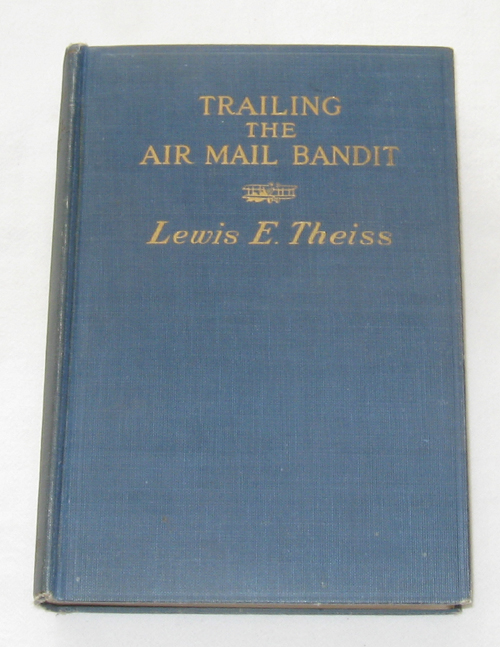 TRAILING
THE
AIR MAIL BANDIT
Lewis E. Theiss